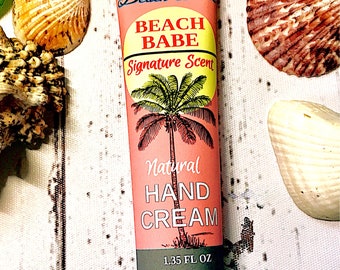 BEACH
BABE
Signature Scent
Natural
HAND
CREAM
1.35 FL OZ